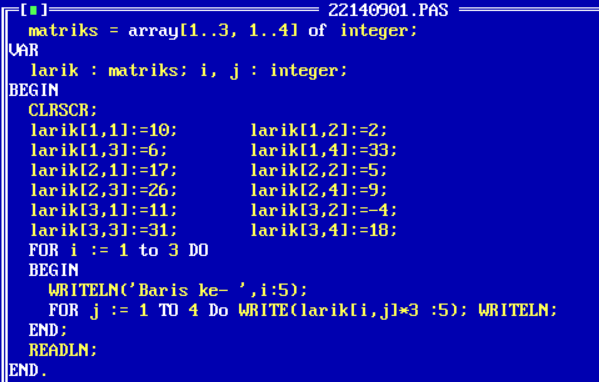 [■] 22140901.PAS
matriks = array[1..3, 1..4] of integer;
VAR
larik : matriks; i, j : integer;
BEGIN
CLRSCR;
larik[1,1]:=10; larik[1,2]:=2;
larik[1,3]:=6; larik[1,4]:=33;
larik[2,1]:=17; larik[2,2]:=5;
larik[2,3]:=26; larik[2,4]:=9;
larik[3,1]:=11; larik[3,2]:=-4;
larik[3,3]:=31; larik[3,4]:=18;
FOR i := 1 to 3 DO
BEGIN
WRITELN('Baris ke- ',i:5);
FOR j := 1 TO 4 Do WRITE(larik[i,j]*3 :5); WRITELN;
END;
READLN;
END.